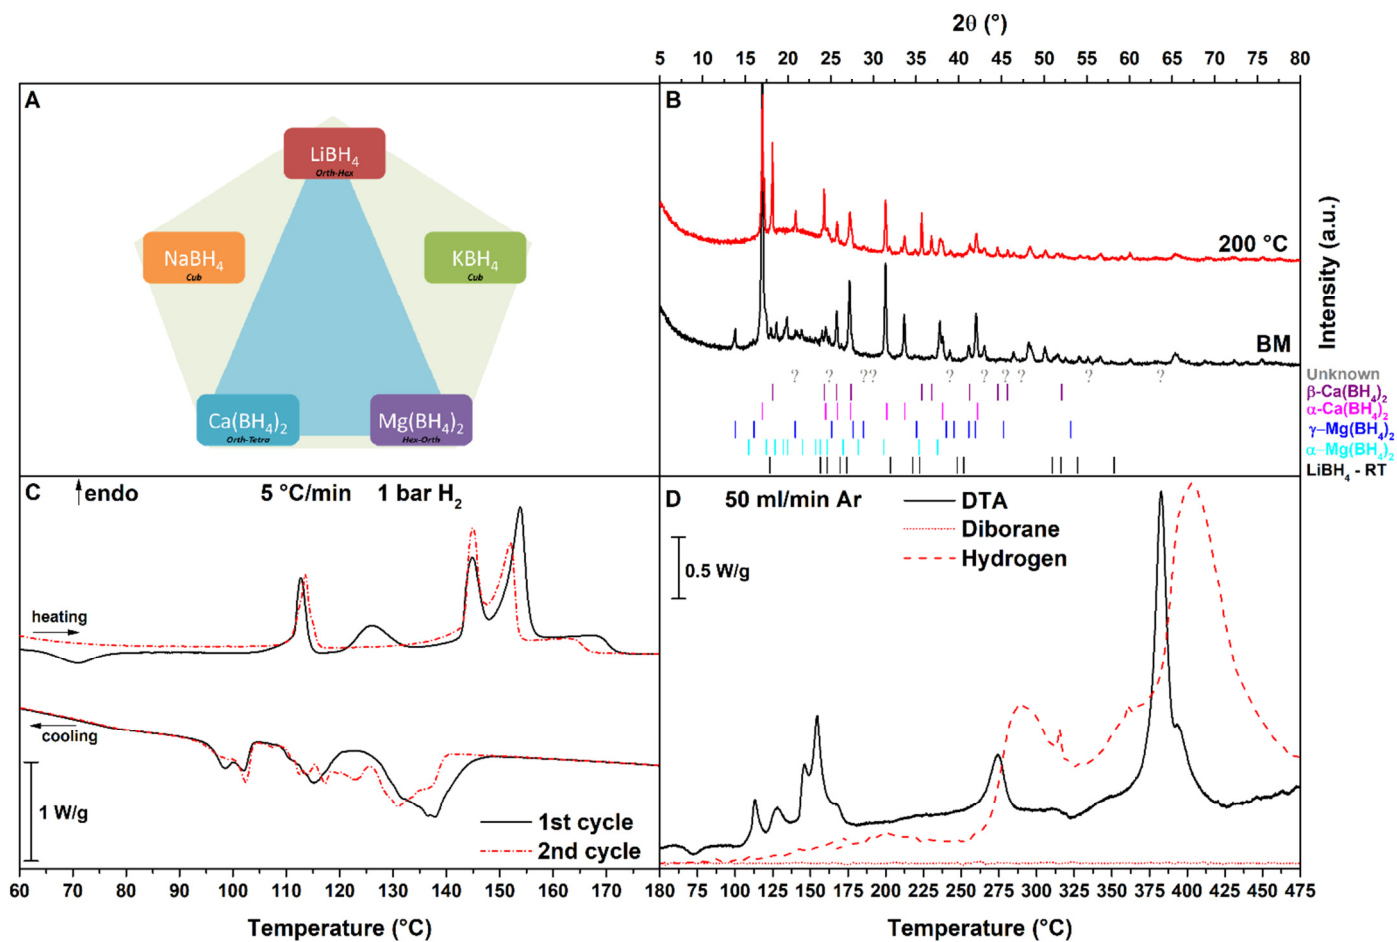 2θ (°)
5 10 15 20 25 30 35 40 45 50 55 60 65 70 75 80
A
LiBH4
Orth-Hex
NaBH4
Cub
KBH4
Cub
Ca(BH4)2
Orth-Tetra
Mg(BH4)2
Hex-Orth
B
200 °C
BM
Intensity (a.u.)
? ? ? ? ? ? ? ? ? ?
Unknown
β-Ca(BH4)2
α-Ca(BH4)2
γ–Mg(BH4)2
α–Mg(BH4)2
LiBH4 - RT
C
endo
5 °C/min 1 bar H2
heating
cooling
1 W/g
1st cycle
2nd cycle
60 70 80 90 100 110 120 130 140 150 160 170 180
Temperature (°C)
D
50 ml/min Ar
0.5 W/g
DTA
Diborane
Hydrogen
75 100 125 150 175 200 225 250 275 300 325 350 375 400 425 450 475
Temperature (°C)